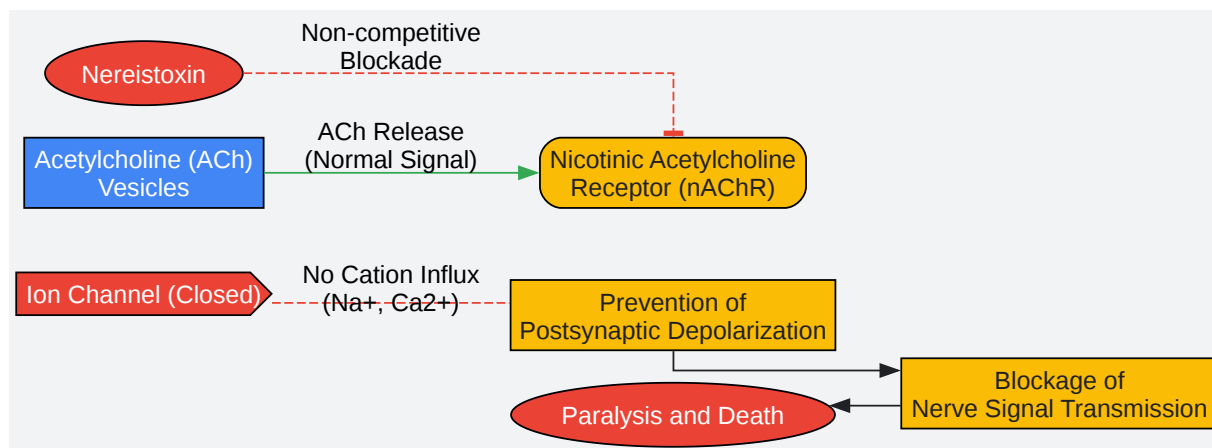 Non-competitive
Blockade
Nereistoxin
ACh Release
(Normal Signal)
Acetylcholine (ACh)
Vesicles
Nicotinic Acetylcholine
Receptor (nAChR)
Ion Channel (Closed)
No Cation Influx
(Na+, Ca2+)
Prevention of
Postsynaptic Depolarization
Blockage of
Nerve Signal Transmission
Paralysis and Death